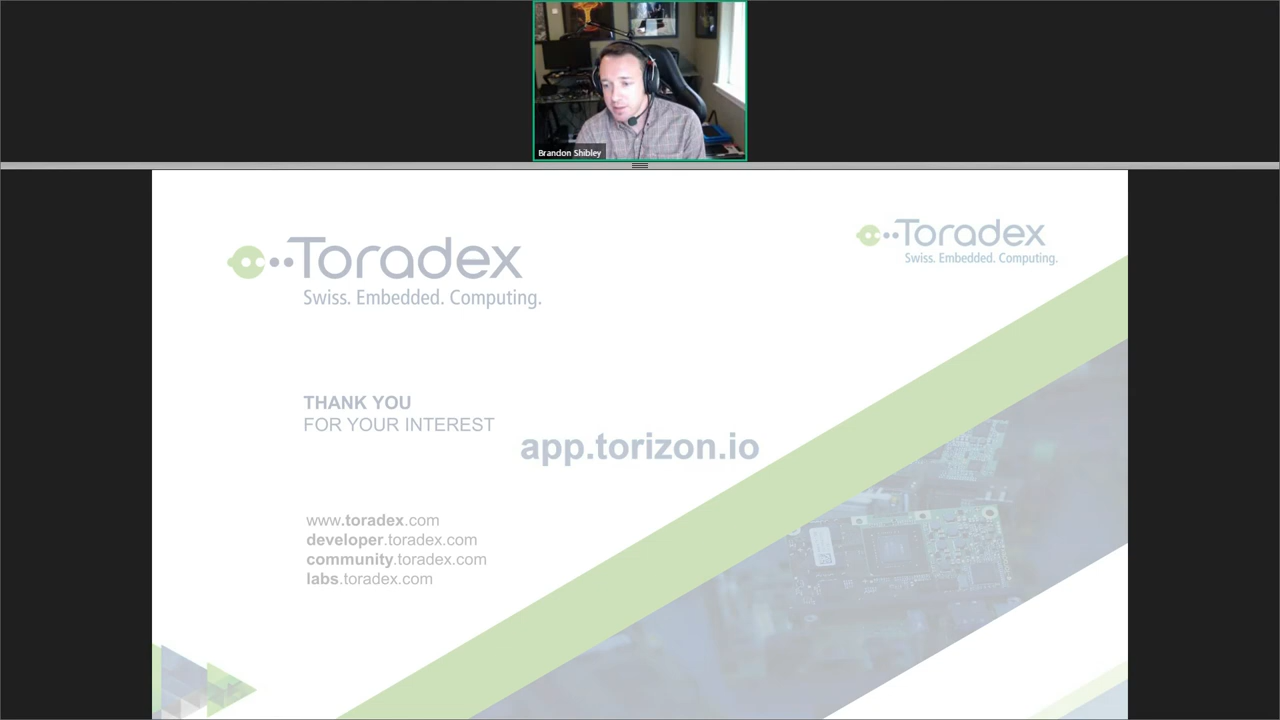 Brandon Shibley
Toradex
Swiss. Embedded. Computing.
Toradex
Swiss. Embedded. Computing.
THANK YOU
FOR YOUR INTEREST
app.torizon.io
www.toradex.com
developer.toradex.com
community.toradex.com
labs.toradex.com